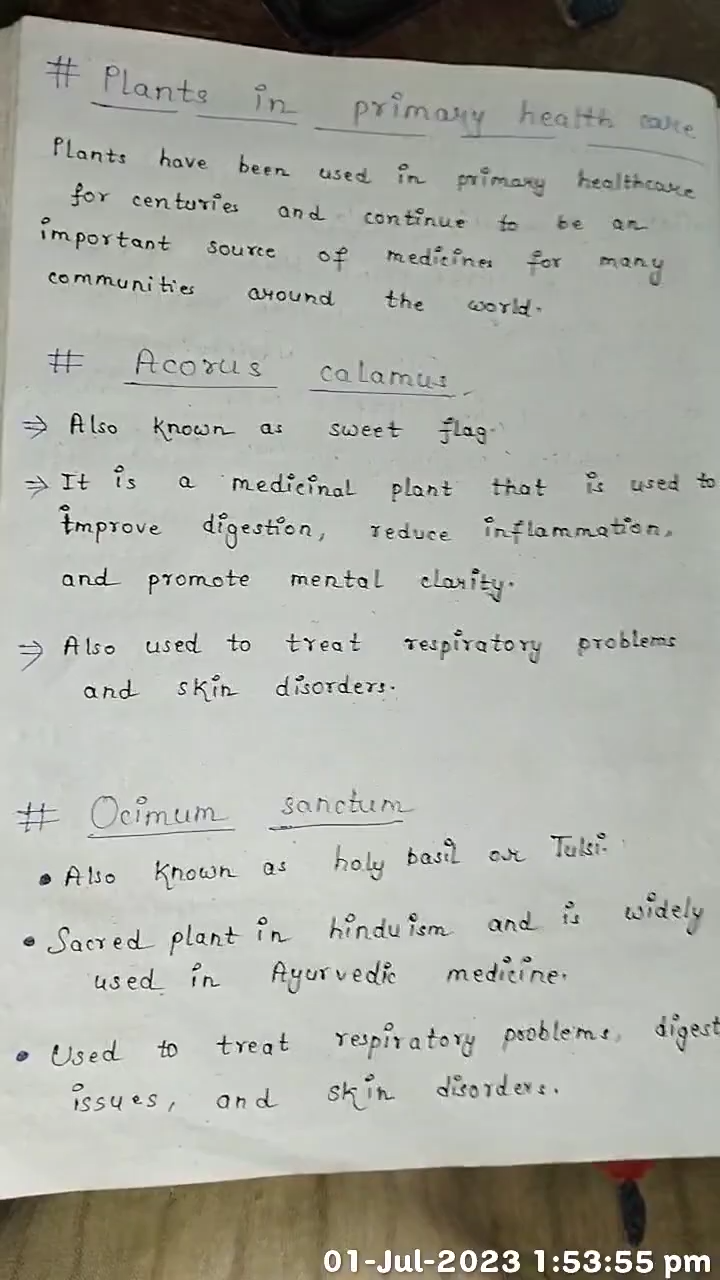 # Plants in primary health care
Plants have been used in primary healthcare
for centuries and continue to be an
important source of medicines for many
communities around the world.
# Acorus calamus
⇒ Also known as sweet flag.
⇒ It is a medicinal plant that is used to
improve digestion, reduce inflammation,
and promote mental clarity.
⇒ Also used to treat respiratory problems
and skin disorders.
# Ocimum sanctum
• Also known as holy basil or Tulsi.
• Sacred plant in hinduism and is widely
used in Ayurvedic medicine.
• Used to treat respiratory problems, digest
issues, and skin disorders.
01-Jul-2023 1:53:55 pm